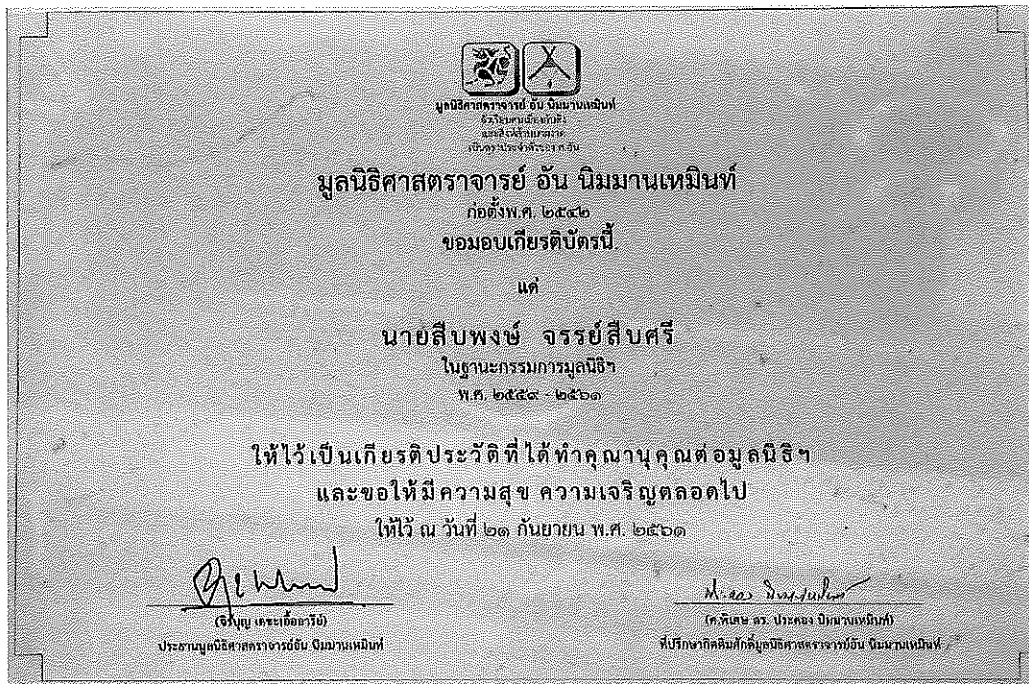 มูลนิธิศาสตราจารย์ อัน นิมมานเหมินท์
มูลนิธิศาสตราจารย์ อัน นิมมานเหมินท์
ก่อตั้งพ.ศ. ๒๕๔๒
ขอมอบเกียรติบัตรนี้
แด่
นายสืบพงษ์ จรรย์สืบศรี
ในฐานะกรรมการมูลนิธิฯ
พ.ศ. ๒๕๕๙ - ๒๕๖๑
ให้ไว้เป็นเกียรติประวัติที่ได้ทำคุณานุคุณต่อมูลนิธิฯ
และขอให้มีความสุข ความเจริญตลอดไป
ให้ไว้ ณ วันที่ ๒๑ กันยายน พ.ศ. ๒๕๖๑
ประธานมูลนิธิศาสตราจารย์อัน นิมมานเหมินท์
(ศ.พิเศษ ดร. ประคอง นิมมานเหมินท์)
ที่ปรึกษากิตติมศักดิ์มูลนิธิศาสตราจารย์อัน นิมมานเหมินท์